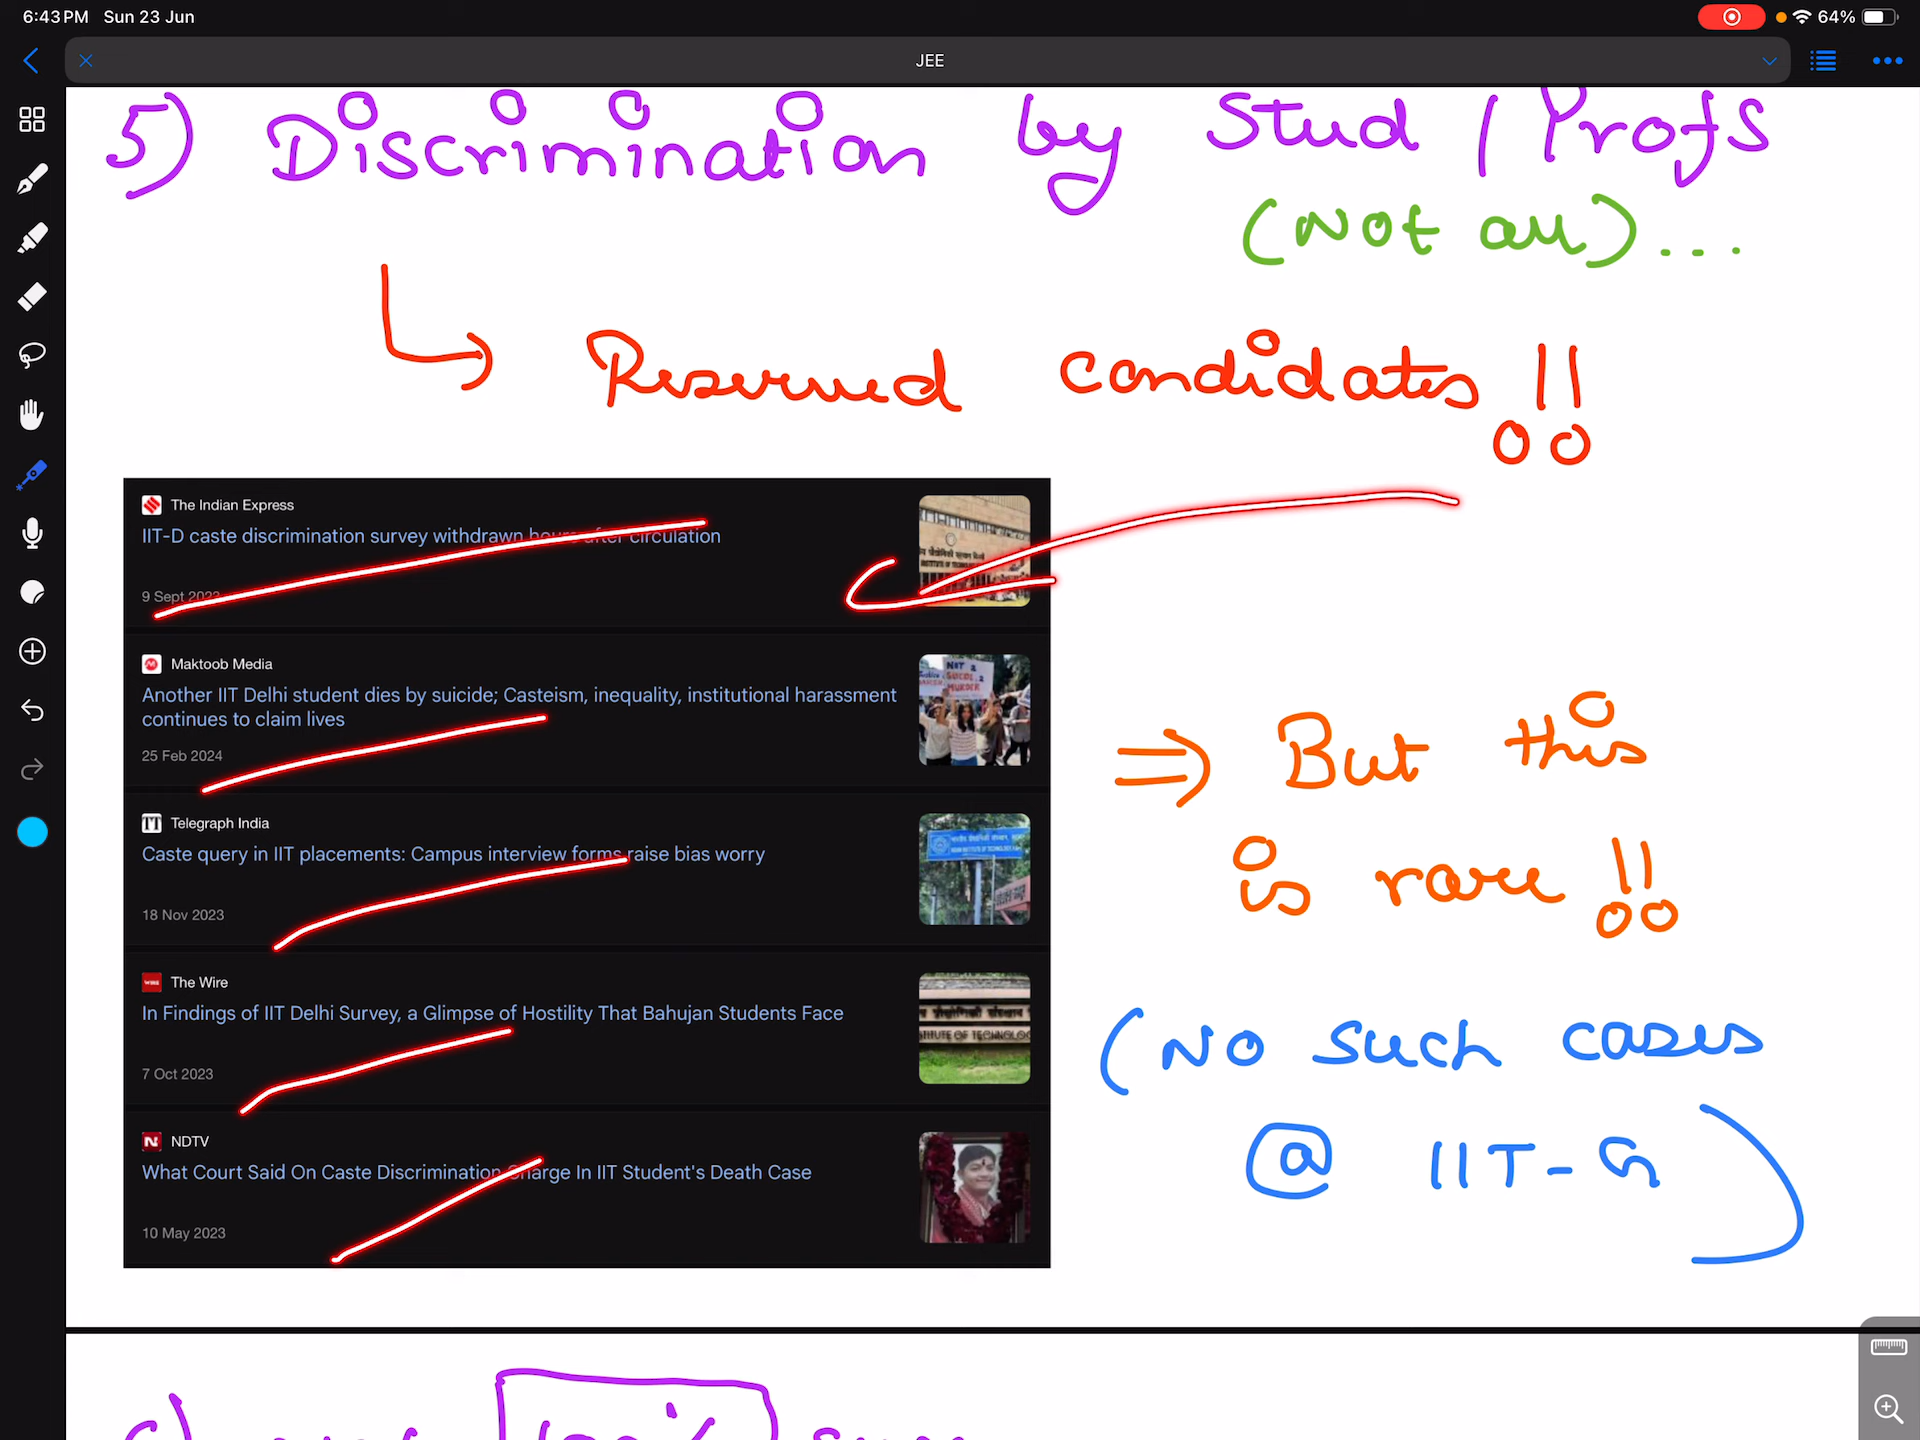 6:43 PM Sun 23 Jun
64%
JEE
5) Discrimination by Stud / Profs
(Not all)...
Reserved candidates !!
The Indian Express
IIT-D caste discrimination survey withdrawn hours after circulation
9 Sept 2023
Maktoob Media
Another IIT Delhi student dies by suicide; Casteism, inequality, institutional harassment
continues to claim lives
25 Feb 2024
NOT
SUICIDE
MURDER
Telegraph India
Caste query in IIT placements: Campus interview forms raise bias worry
18 Nov 2023
The Wire
In Findings of IIT Delhi Survey, a Glimpse of Hostility That Bahujan Students Face
7 Oct 2023
NDTV
What Court Said On Caste Discrimination Charge In IIT Student's Death Case
10 May 2023
⇒ But this
is rare !!
(No such cases
@ IIT-G)